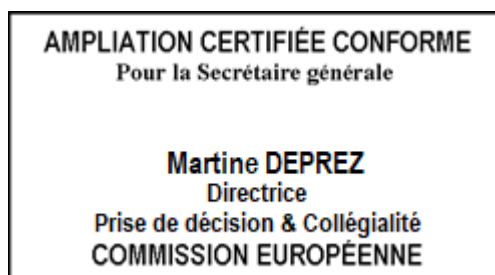 AMPLIATION CERTIFIÉE CONFORME
Pour la Secrétaire générale
Martine DEPREZ
Directrice
Prise de décision & Collégialité
COMMISSION EUROPÉENNE